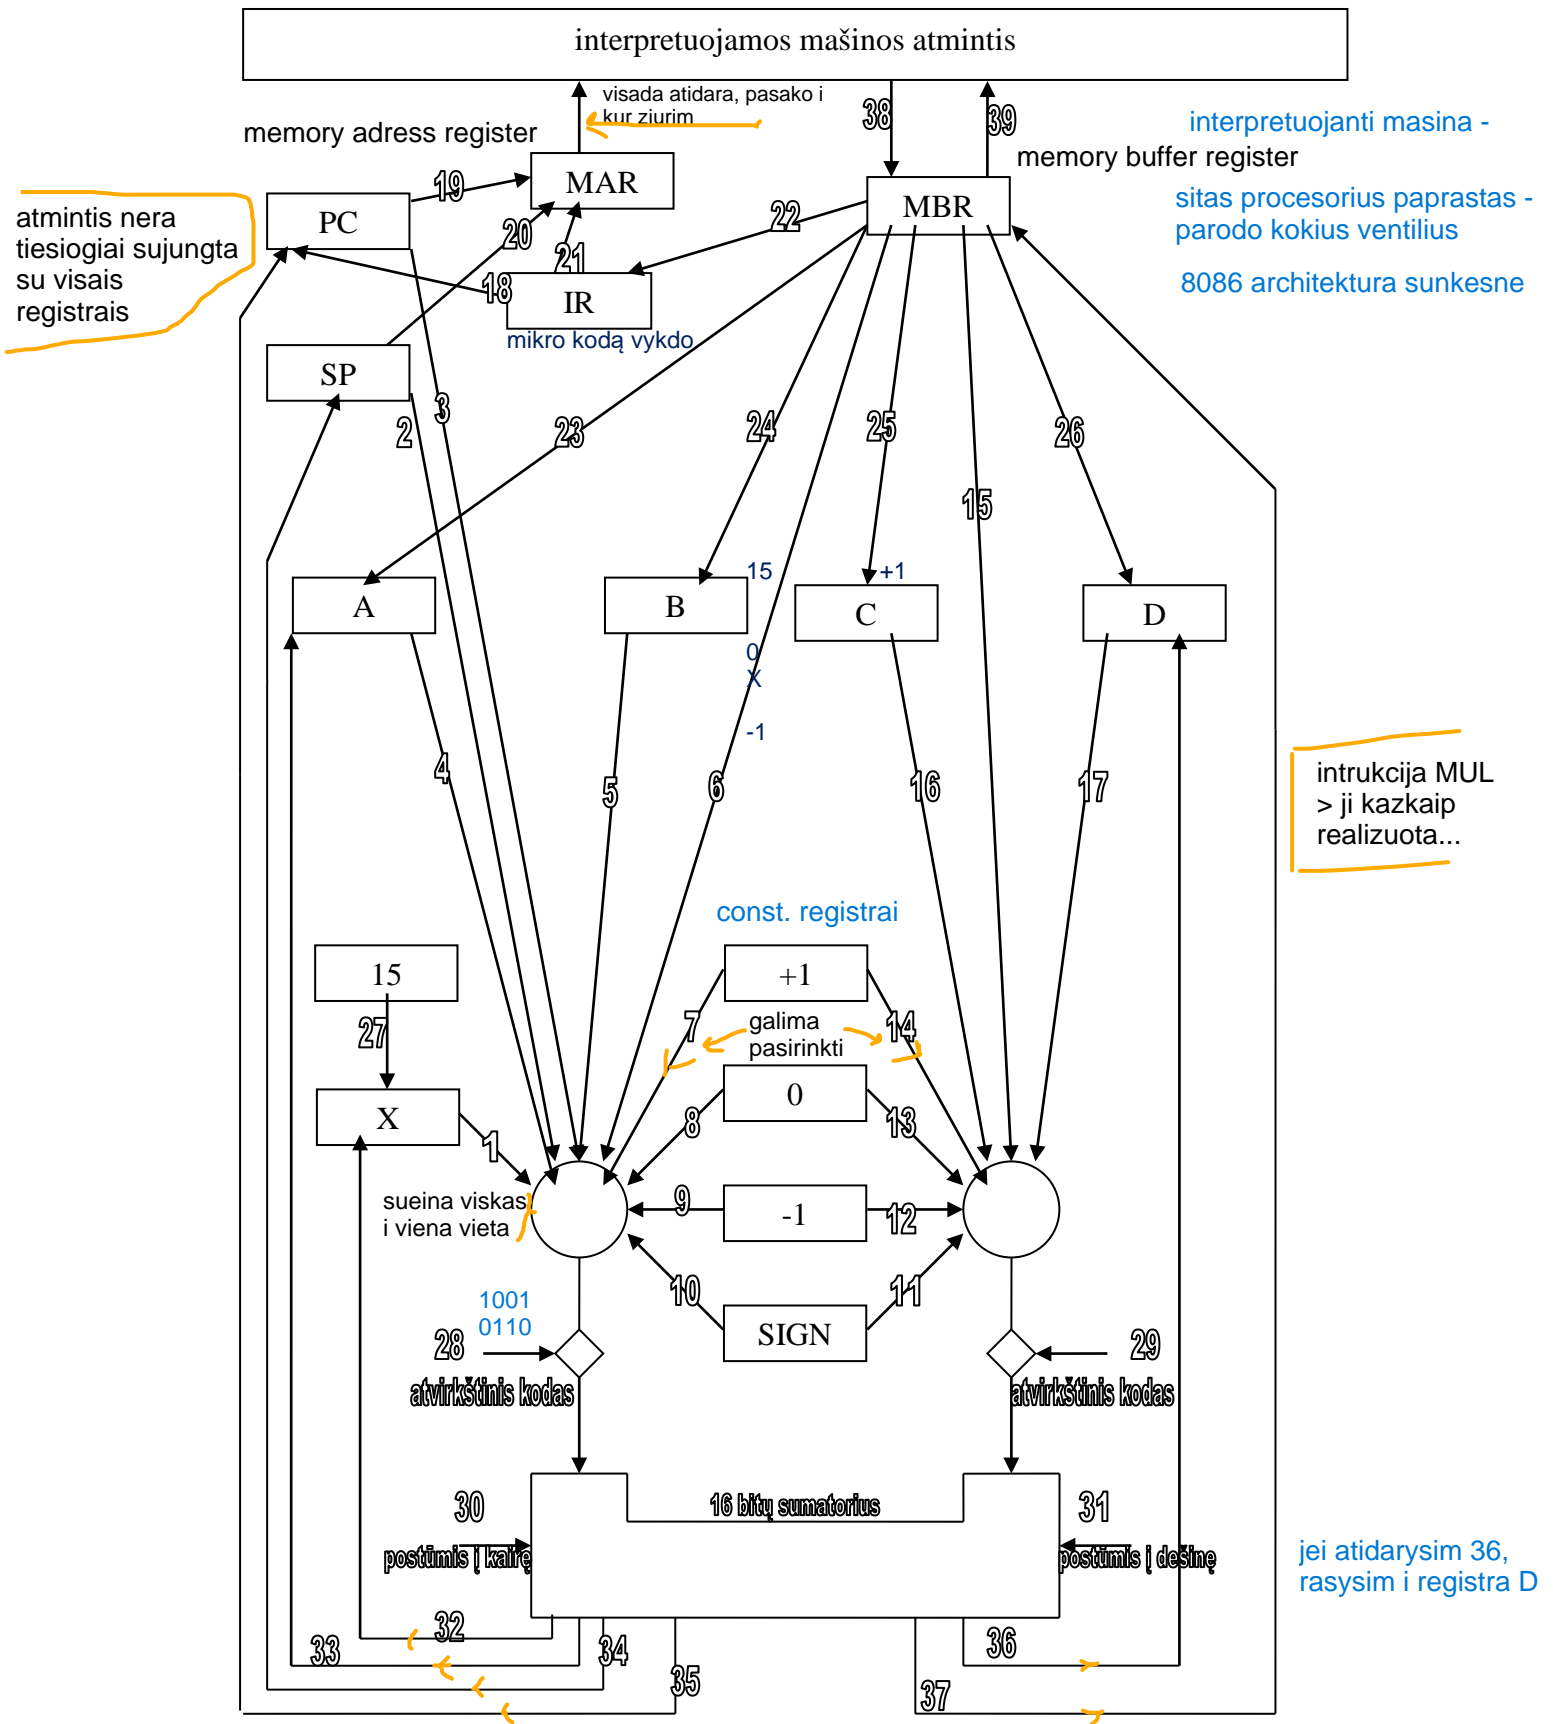 interpretuojamos mašinos atmintis
visada atidara, pasako i
kur ziurim
38
39
interpretuojanti masina -
memory adress register
memory buffer register
19
MAR
MBR
sitas procesorius paprastas -
parodo kokius ventilius
atmintis nera
tiesiogiai sujungta
su visais
registrais
PC
20
22
21
18
IR
8086 architektura sunkesne
mikro kodą vykdo
SP
2
3
23
24
25
26
15
15
+1
A
B
C
D
0
X
-1
4
5
6
16
17
intrukcija MUL
> ji kazkaip
realizuota...
const. registrai
15
+1
27
7
galima
pasirinkti
14
X
0
1
8
13
sueina viskas
i viena vieta
9
-1
12
10
11
1001
0110
SIGN
28
29
atvirkštinis kodas
atvirkštinis kodas
30
16 bitų sumatorius
31
postūmis į kairę
postūmis į dešinę
jei atidarysim 36,
rasysim i registra D
32
33
34
35
36
37